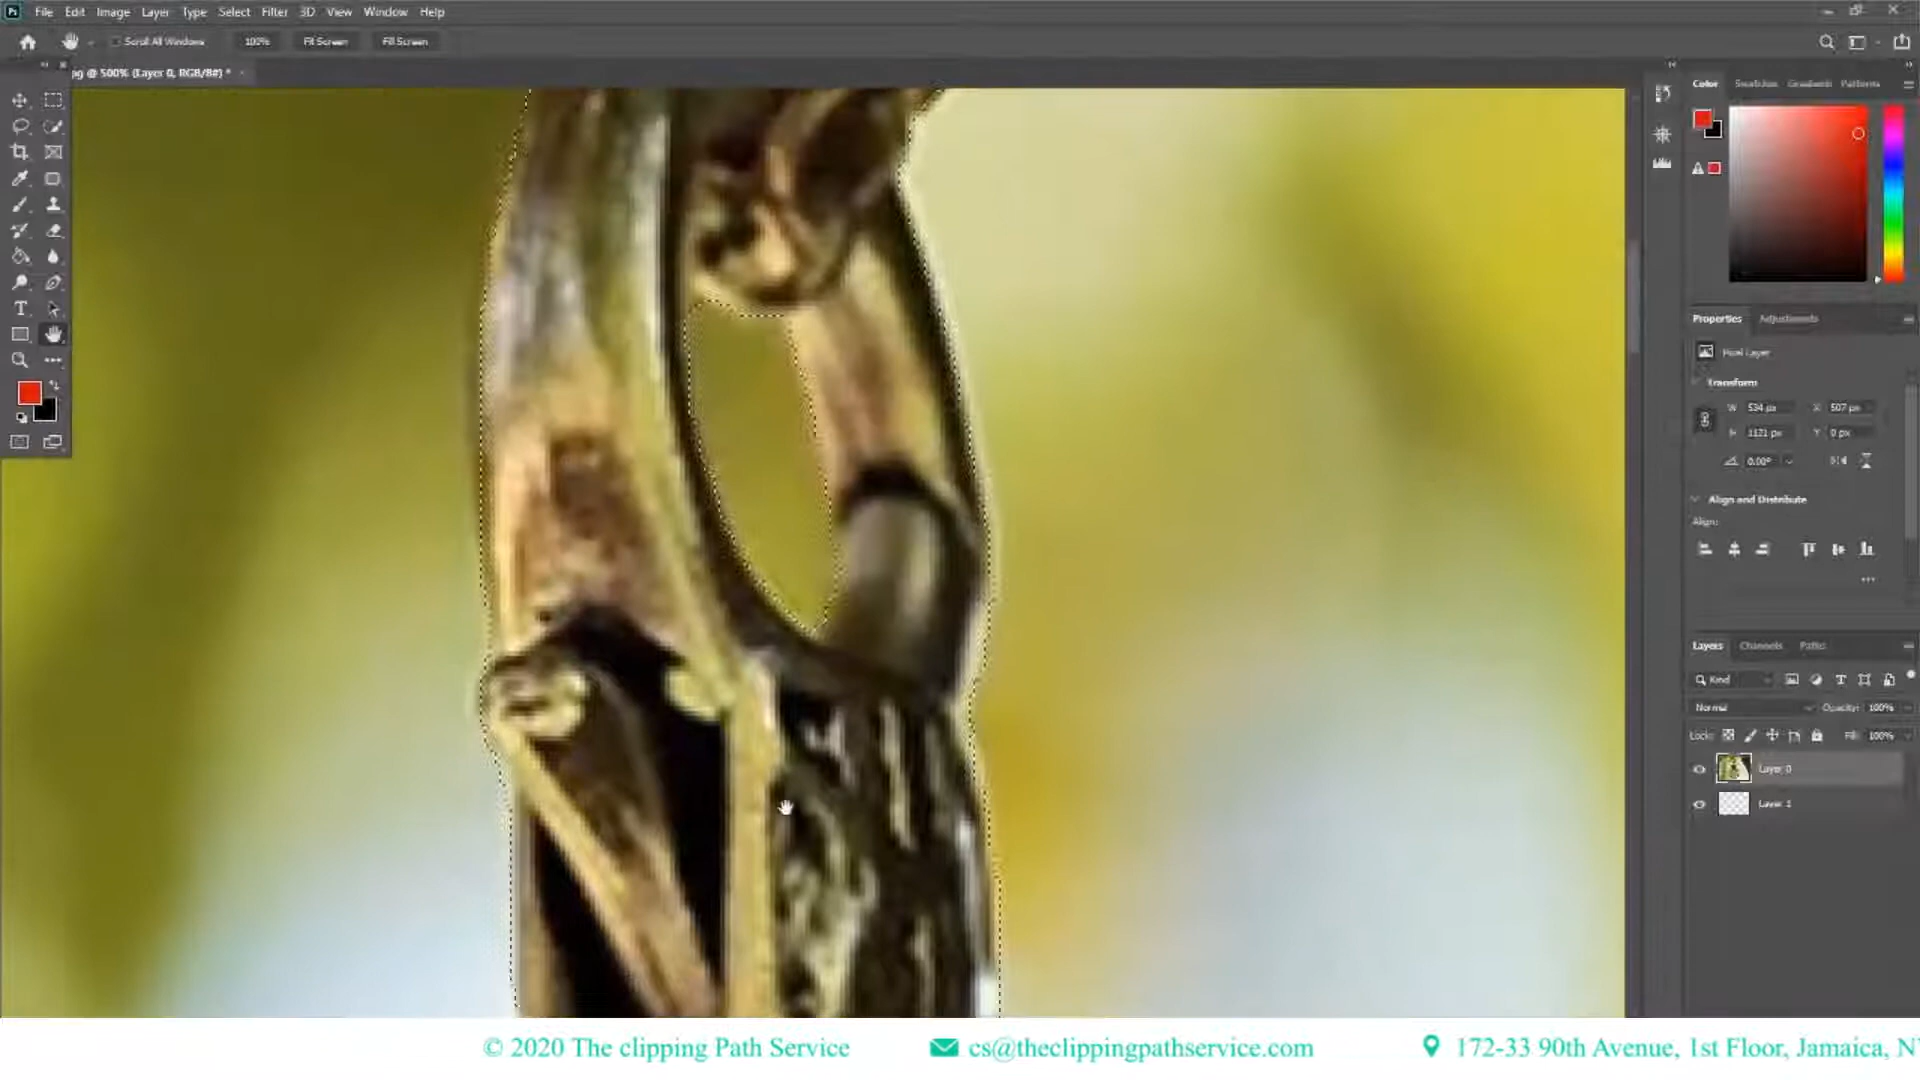 Ps File Edit Image Layer Type Select Filter 3D View Window Help
Scroll All Windows 100% Fit Screen Fill Screen
pg @ 500% (Layer 0, RGB/8#) * ×
Color Swatches Gradients Patterns
Properties Adjustments
Pixel Layer
Transform
W 534 px X 507 px
H 1121 px Y 0 px
0.00°
Align and Distribute
Align:
Layers Channels Paths
Kind
Normal Opacity: 100%
Lock: Fill: 100%
Layer 0
Layer 1
© 2020 The clipping Path Service cs@theclippingpathservice.com 172-33 90th Avenue, 1st Floor, Jamaica, N